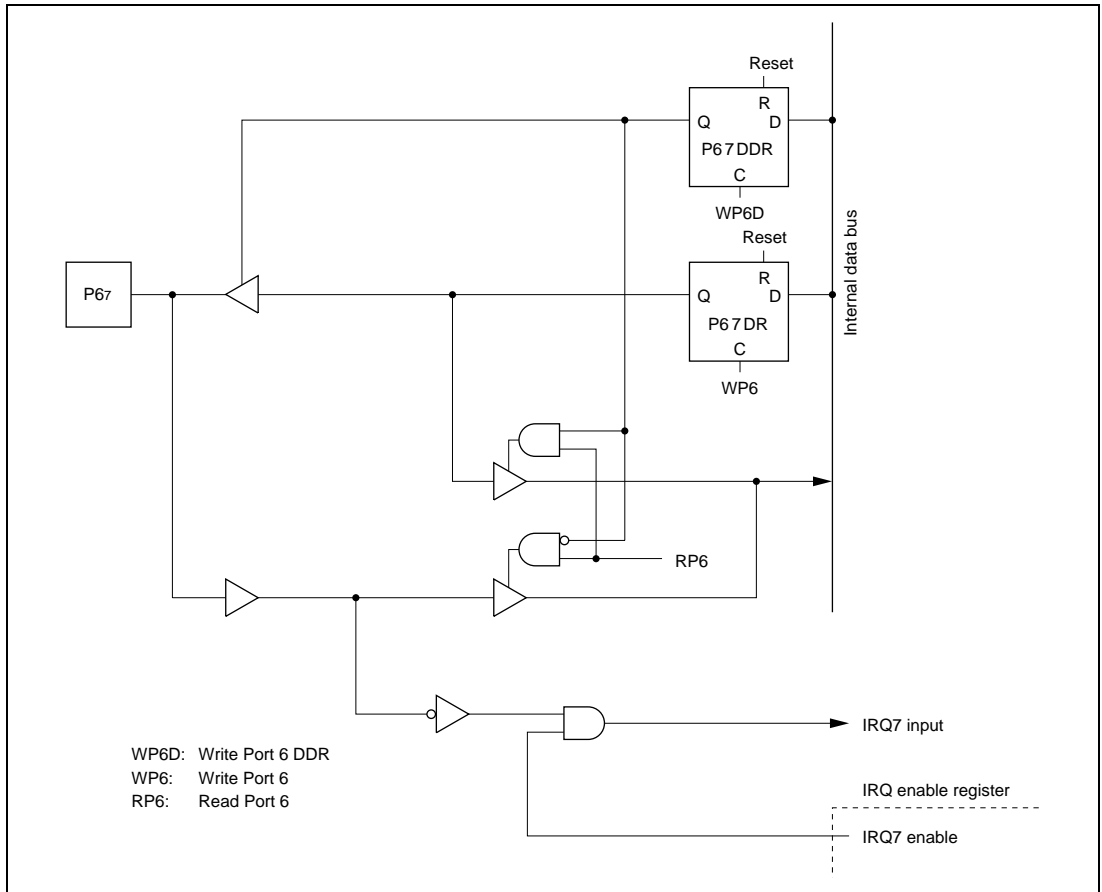 Reset
R
Q D
P67DDR
C
WP6D
Reset
R
Q D
P67DR
C
WP6
Internal data bus
P67
RP6
IRQ7 input
WP6D: Write Port 6 DDR
WP6: Write Port 6
RP6: Read Port 6
IRQ enable register
IRQ7 enable